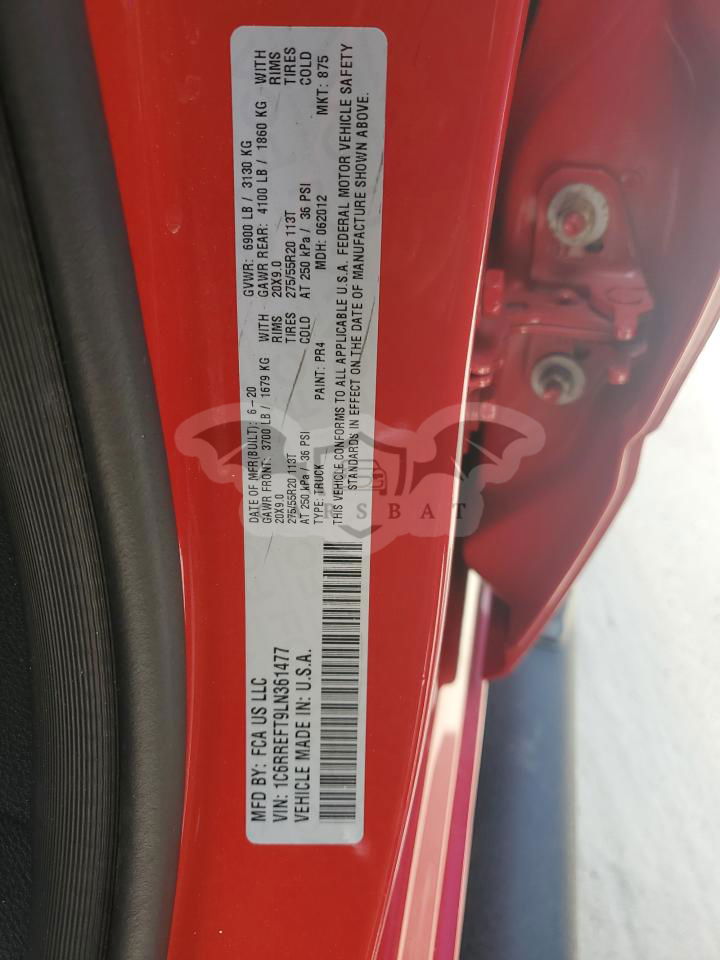 MFD BY: FCA US LLC
VIN: 1C6RREFT9LN361477
VEHICLE MADE IN: U.S.A.
DATE OF MFR(BUILT): 6-20 GVWR: 6900 LB / 3130 KG WITH
GAWR FRONT: 3700 LB / 1679 KG WITH GAWR REAR: 4100 LB / 1860 KG RIMS
20X9.0 RIMS 20X9.0 TIRES
275/55R20 113T TIRES 275/55R20 113T COLD
AT 250 kPa / 36 PSI COLD AT 250 kPa / 36 PSI
TYPE: TRUCK PAINT: PR4 MDH: 062012 MKT: 875
THIS VEHICLE CONFORMS TO ALL APPLICABLE U.S.A. FEDERAL MOTOR VEHICLE SAFETY
STANDARDS IN EFFECT ON THE DATE OF MANUFACTURE SHOWN ABOVE.
RSBAT